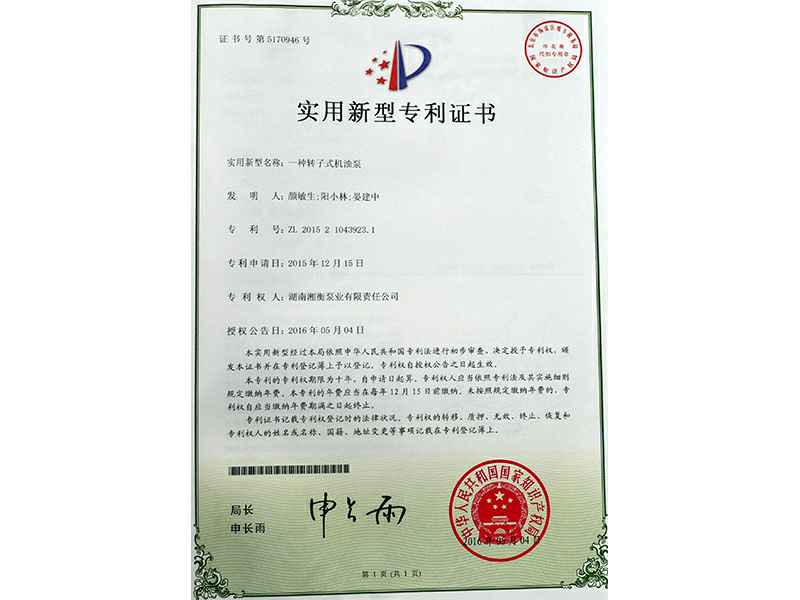 证书号第5170946号
实用新型专利证书
实用新型名称：一种转子式机油泵
发 明 人：颜敏生;阳小林;晏建中
专 利 号：ZL 2015 2 1043923.1
专利申请日：2015年12月15日
专 利 权 人：湖南湘衡泵业有限责任公司
授权公告日：2016年05月04日
本实用新型经过本局依照中华人民共和国专利法进行初步审查，决定授予专利权，颁
发本证书并在专利登记簿上予以登记。专利权自授权公告之日起生效。
本专利的专利权期限为十年，自申请日起算。专利权人应当依照专利法及其实施细则
规定缴纳年费。本专利的年费应当在每年12月15日前缴纳。未按照规定缴纳年费的，专
利权自应当缴纳年费期满之日起终止。
专利证书记载专利权登记时的法律状况。专利权的转移、质押、无效、终止、恢复和
专利权人的姓名或名称、国籍、地址变更等事项记载在专利登记簿上。
局长
申长雨
申长雨
中华人民共和国国家知识产权局
2016年05月04日
第1页(共1页)